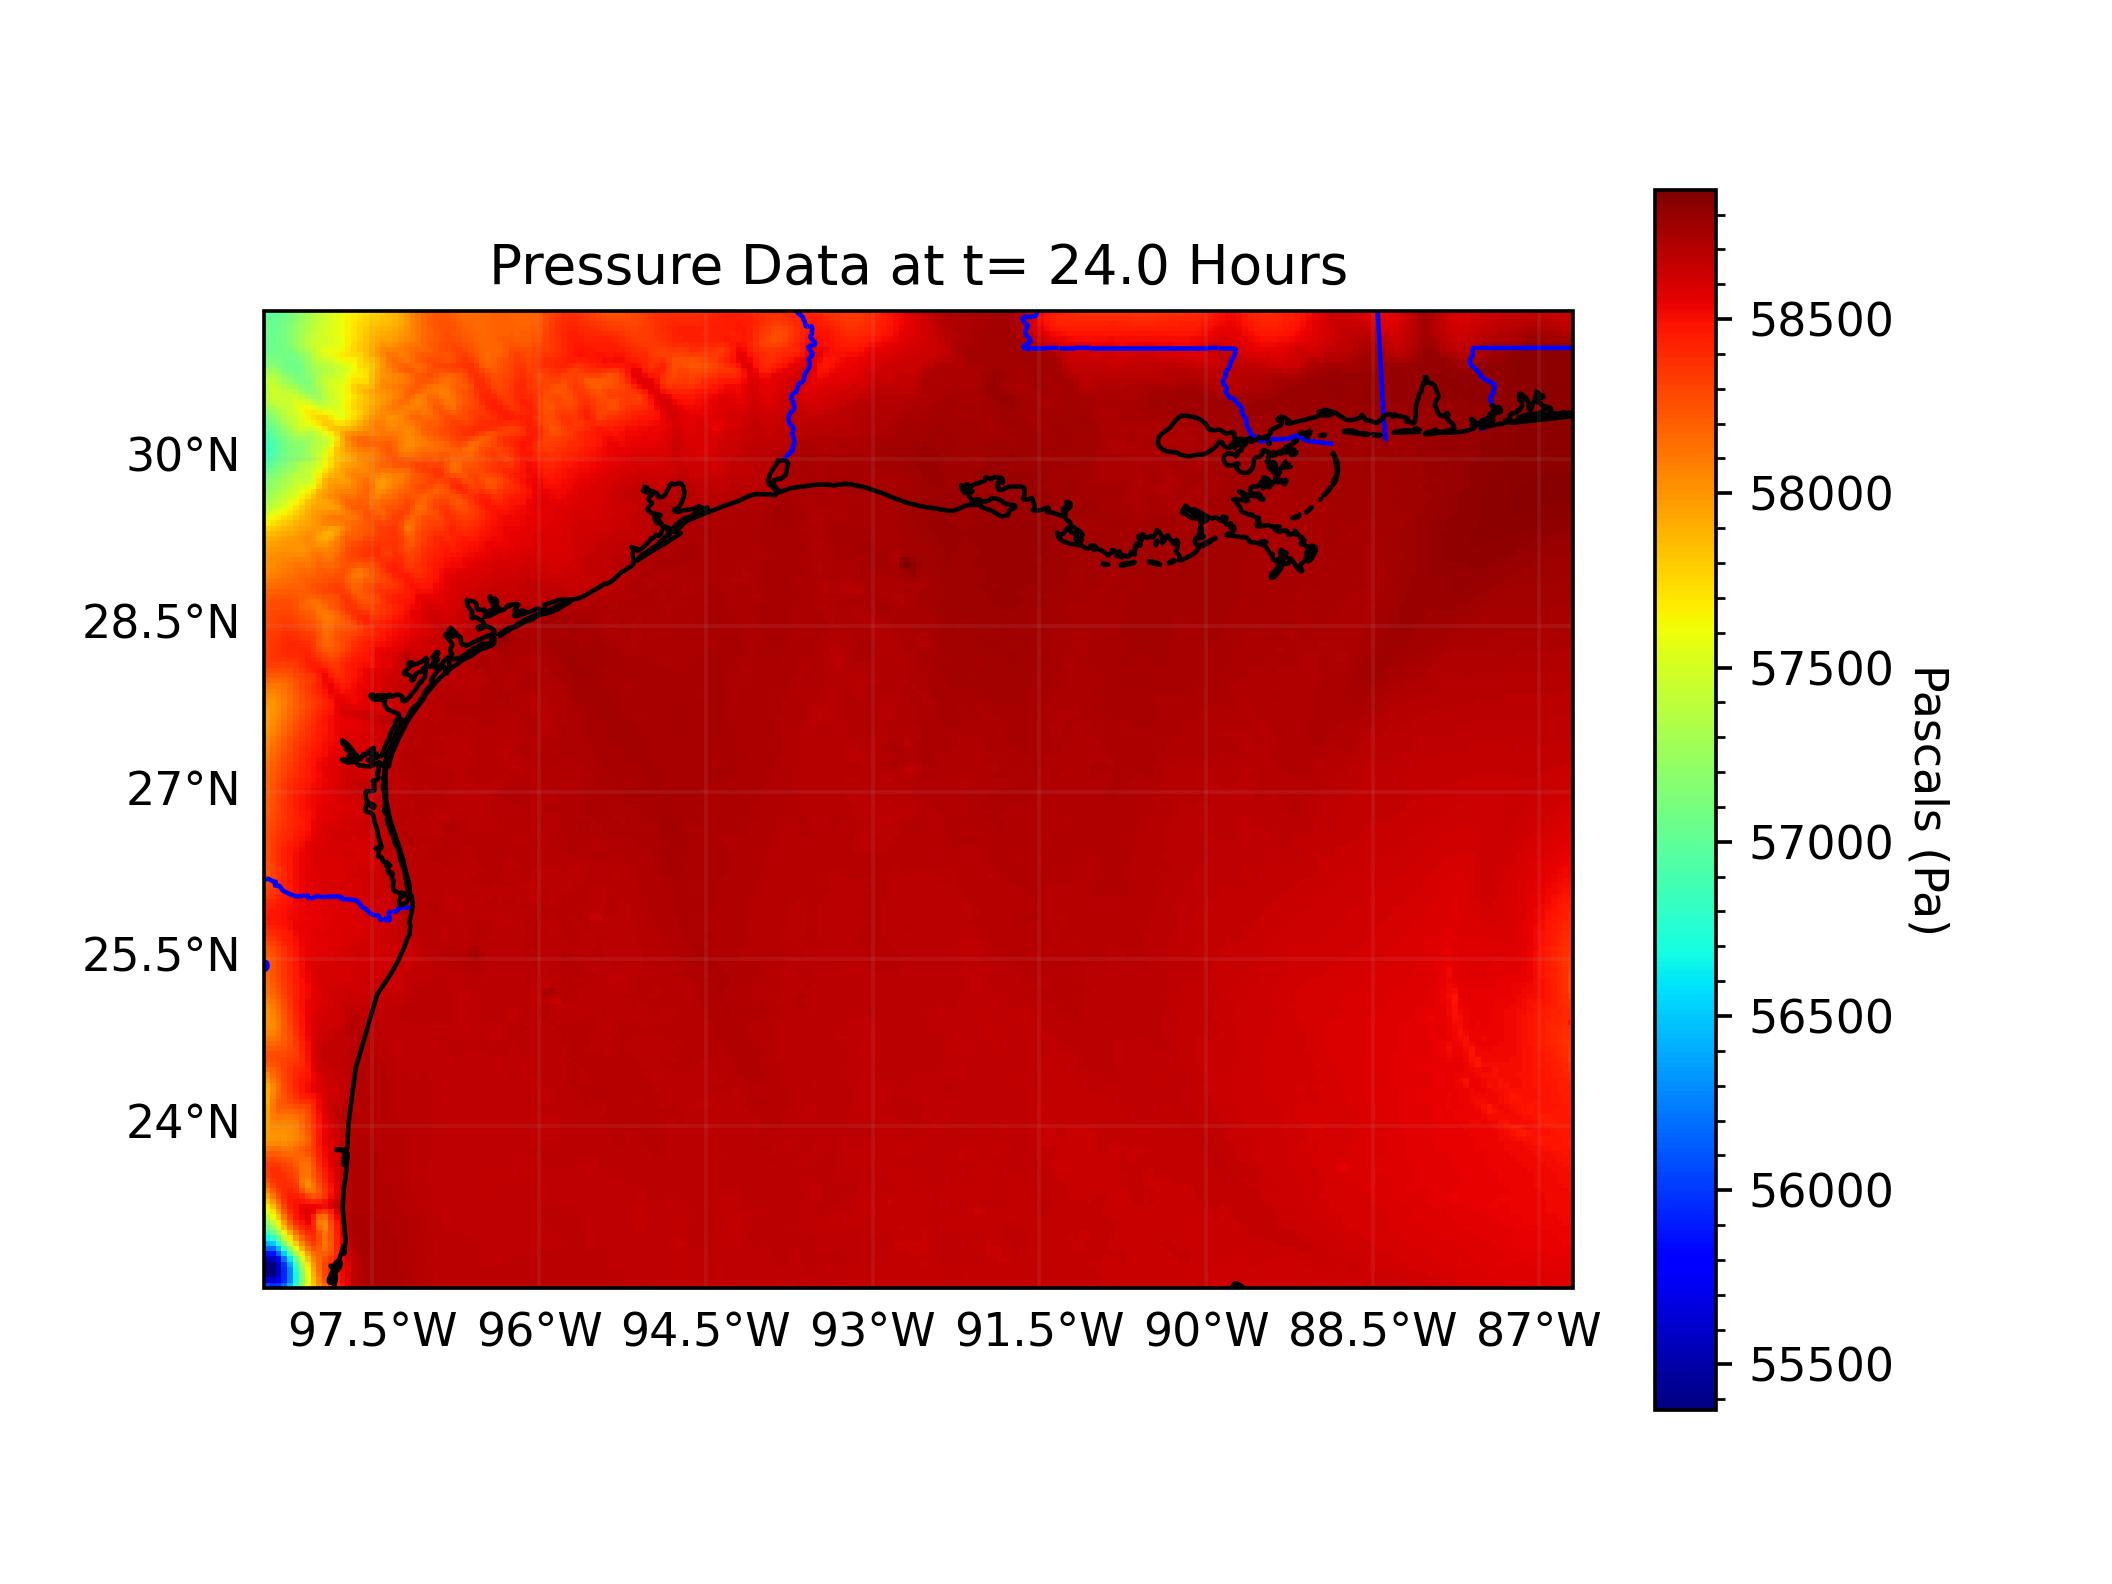 Pressure Data at t= 24.0 Hours
30°N
28.5°N
27°N
25.5°N
24°N
97.5°W 96°W 94.5°W 93°W 91.5°W 90°W 88.5°W 87°W
58500
58000
57500
57000
56500
56000
55500
Pascals (Pa)